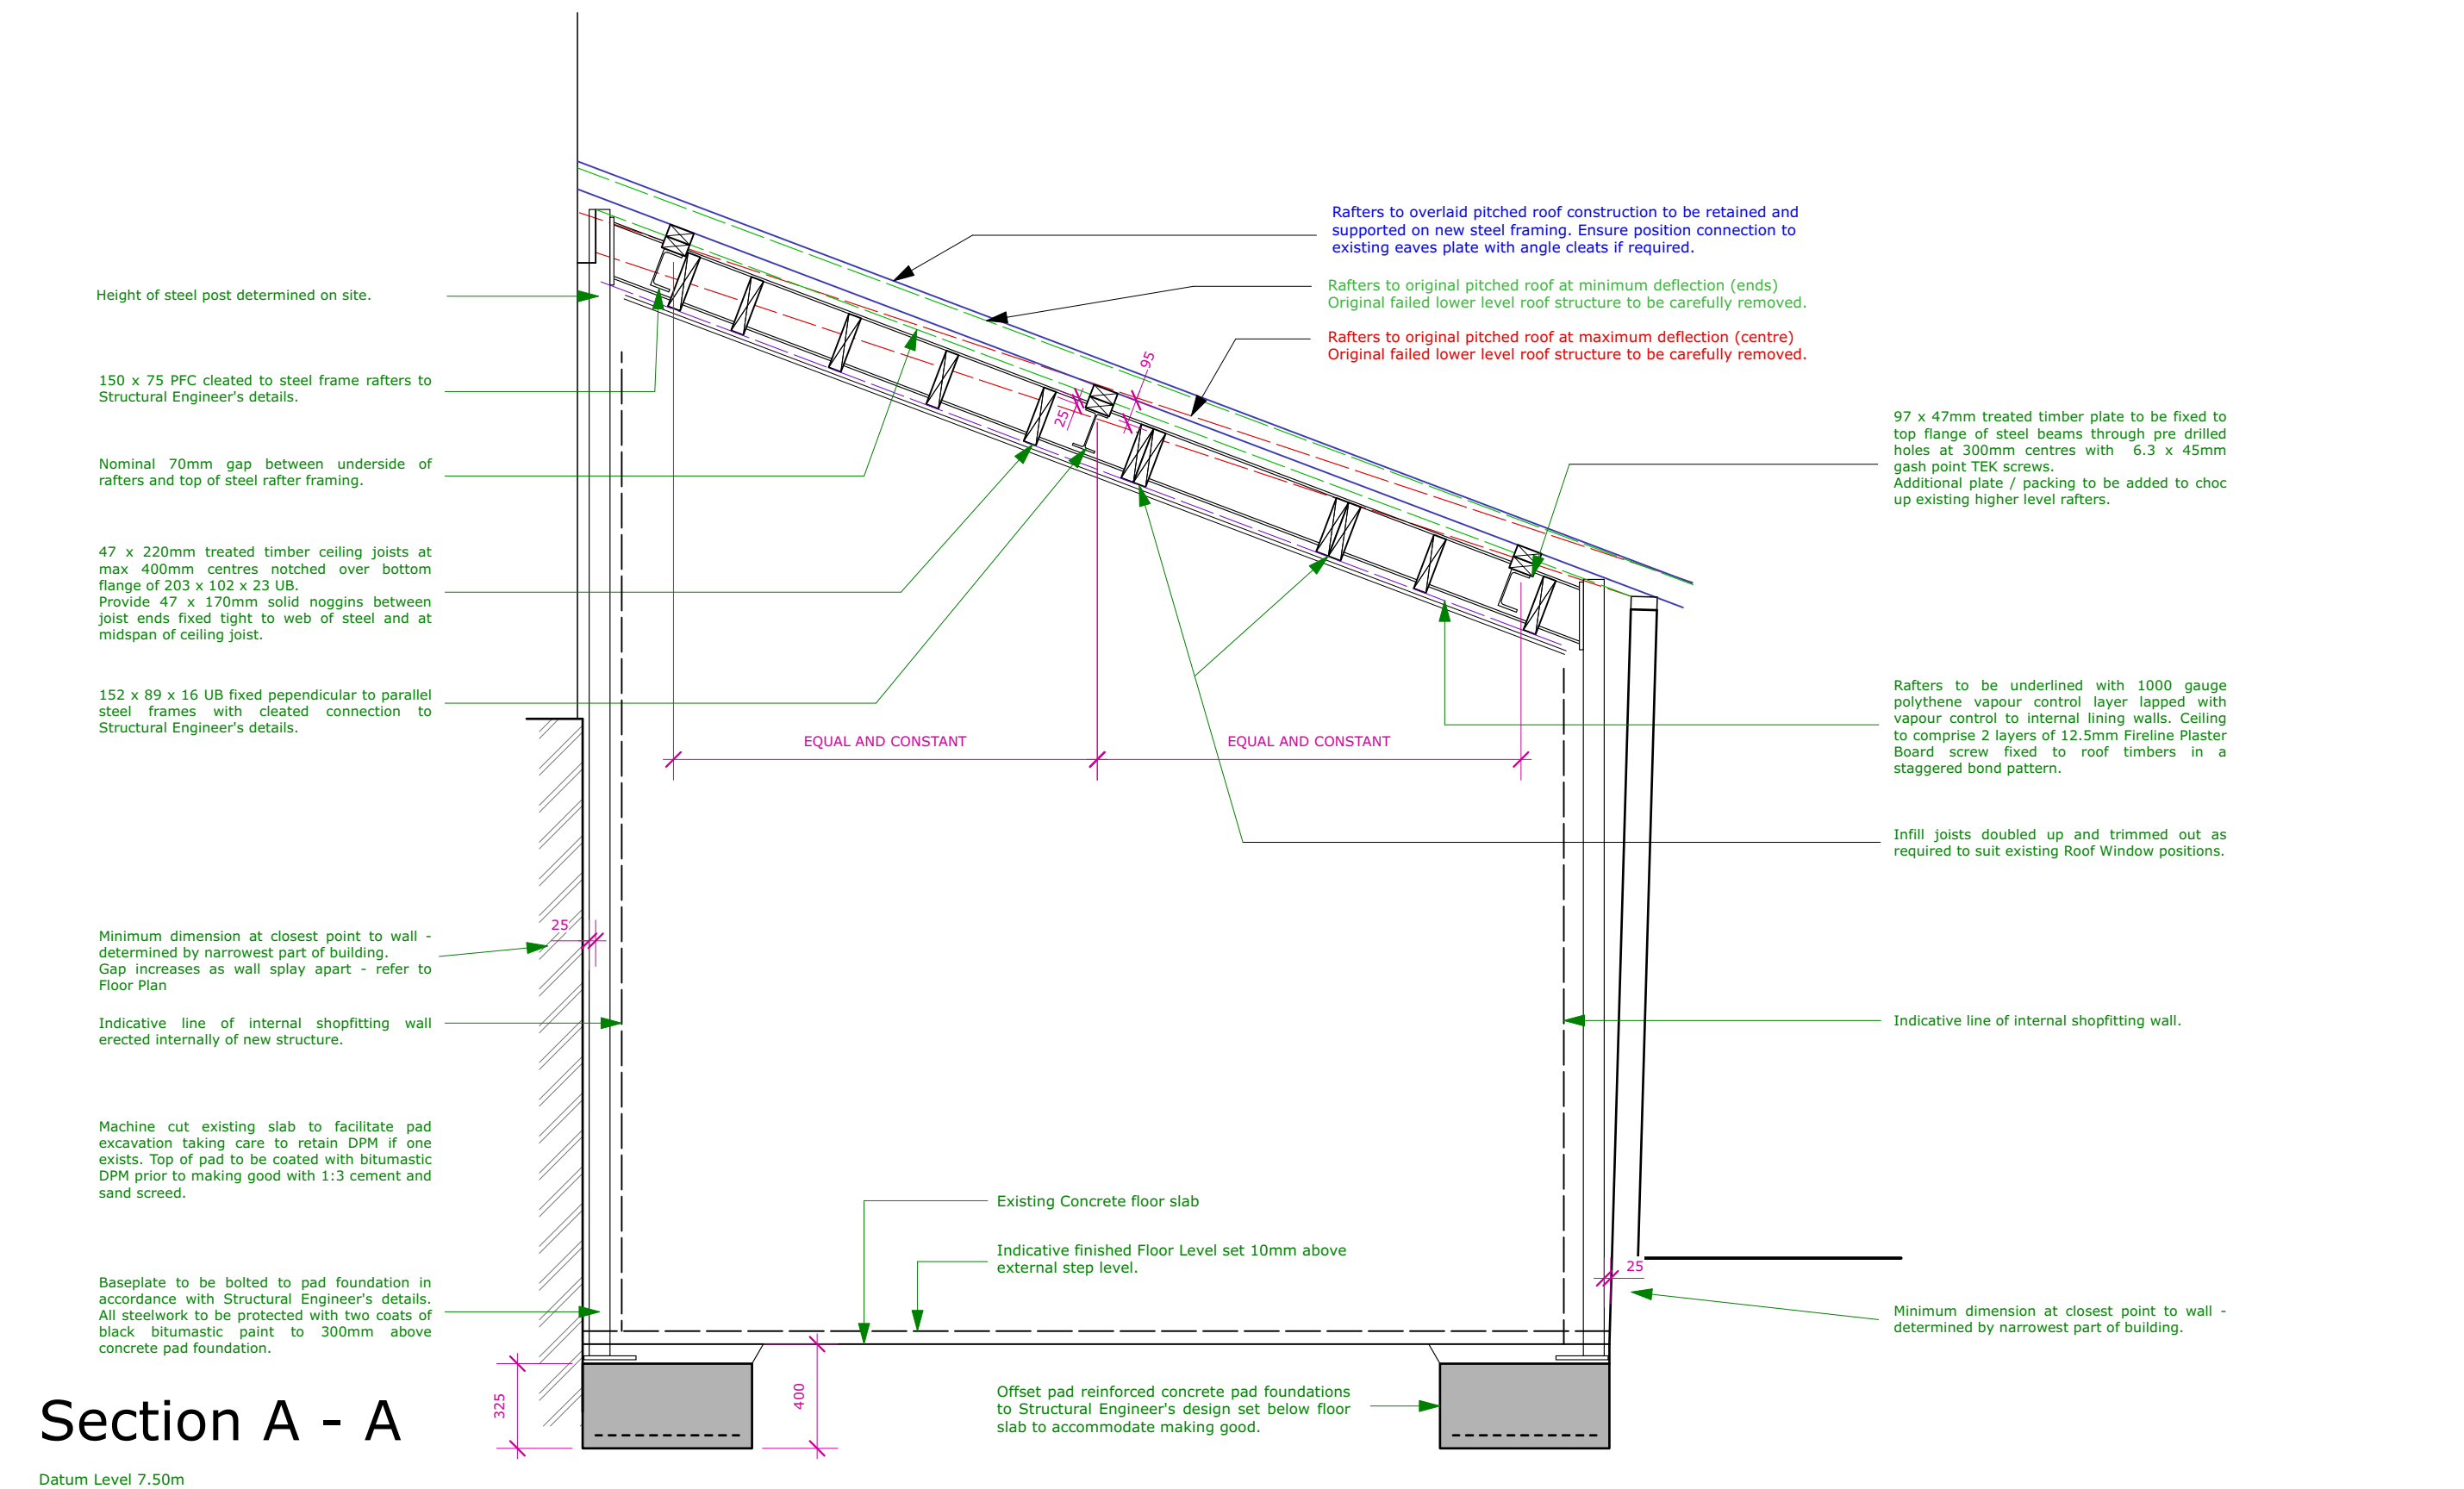 Rafters to overlaid pitched roof construction to be retained and
supported on new steel framing. Ensure position connection to
existing eaves plate with angle cleats if required.
Rafters to original pitched roof at minimum deflection (ends)
Original failed lower level roof structure to be carefully removed.
Rafters to original pitched roof at maximum deflection (centre)
Original failed lower level roof structure to be carefully removed.
Height of steel post determined on site.
150 x 75 PFC cleated to steel frame rafters to
Structural Engineer's details.
Nominal 70mm gap between underside of
rafters and top of steel rafter framing.
47 x 220mm treated timber ceiling joists at
max 400mm centres notched over bottom
flange of 203 x 102 x 23 UB.
Provide 47 x 170mm solid noggins between
joist ends fixed tight to web of steel and at
midspan of ceiling joist.
152 x 89 x 16 UB fixed pependicular to parallel
steel frames with cleated connection to
Structural Engineer's details.
Minimum dimension at closest point to wall -
determined by narrowest part of building.
Gap increases as wall splay apart - refer to
Floor Plan
Indicative line of internal shopfitting wall
erected internally of new structure.
Machine cut existing slab to facilitate pad
excavation taking care to retain DPM if one
exists. Top of pad to be coated with bitumastic
DPM prior to making good with 1:3 cement and
sand screed.
Baseplate to be bolted to pad foundation in
accordance with Structural Engineer's details.
All steelwork to be protected with two coats of
black bitumastic paint to 300mm above
concrete pad foundation.
95
25
EQUAL AND CONSTANT
EQUAL AND CONSTANT
25
Existing Concrete floor slab
Indicative finished Floor Level set 10mm above
external step level.
Offset pad reinforced concrete pad foundations
to Structural Engineer's design set below floor
slab to accommodate making good.
325
400
25
97 x 47mm treated timber plate to be fixed to
top flange of steel beams through pre drilled
holes at 300mm centres with 6.3 x 45mm
gash point TEK screws.
Additional plate / packing to be added to choc
up existing higher level rafters.
Rafters to be underlined with 1000 gauge
polythene vapour control layer lapped with
vapour control to internal lining walls. Ceiling
to comprise 2 layers of 12.5mm Fireline Plaster
Board screw fixed to roof timbers in a
staggered bond pattern.
Infill joists doubled up and trimmed out as
required to suit existing Roof Window positions.
Indicative line of internal shopfitting wall.
Minimum dimension at closest point to wall -
determined by narrowest part of building.
Section A - A
Datum Level 7.50m